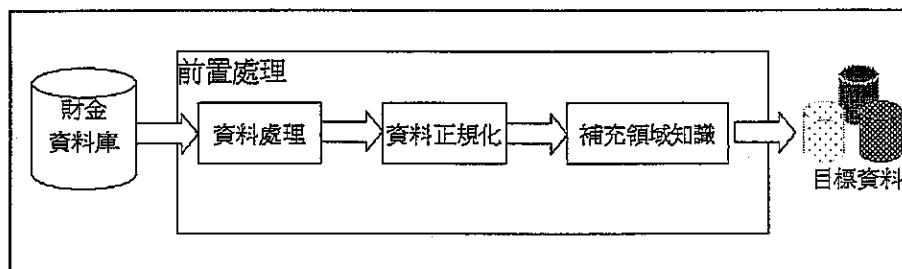 前置處理
財金
資料庫
資料處理
資料正規化
補充領域知識
目標資料